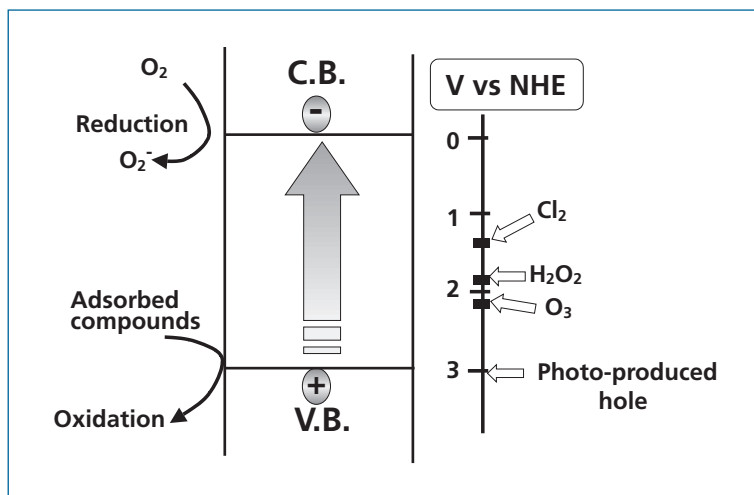 O₂
Reduction
O₂⁻
Adsorbed
compounds
Oxidation
C.B.
-
+
V.B.
V vs NHE
0
1
Cl₂
H₂O₂
2
O₃
3
Photo-produced
hole